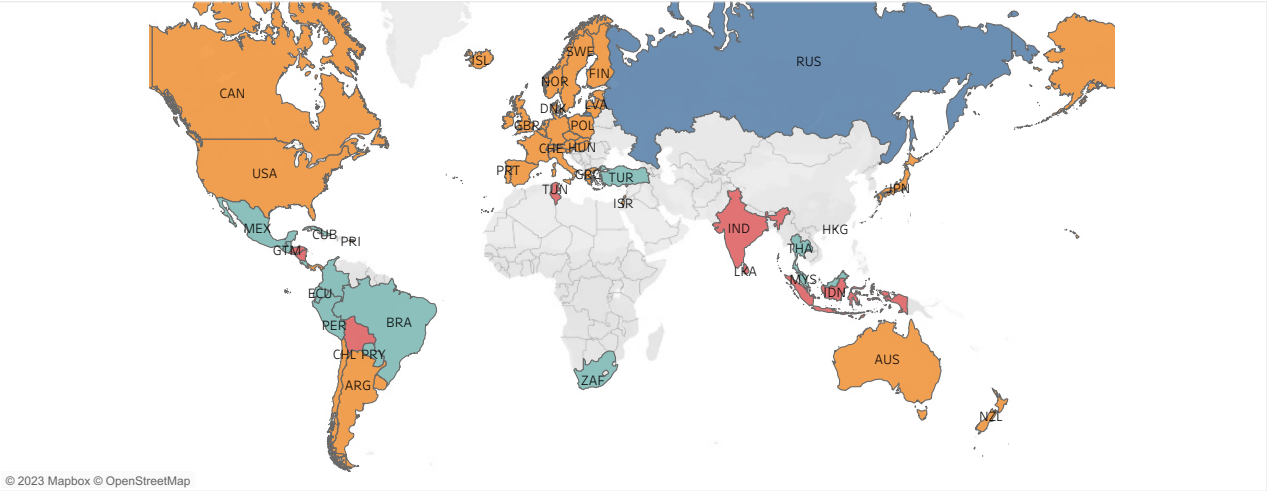 ISL
SWE
RUS
NOR
FIN
CAN
DNK
LVA
GBR
POL
CHE
HUN
USA
PRT
GRC
TUR
TUN
JPN
ISR
MEX
CUB
PRI
IND
HKG
GTM
THA
LKA
MYS
ECU
IDN
PER
BRA
CHL
PRY
AUS
ARG
ZAF
NZL
© 2023 Mapbox © OpenStreetMap